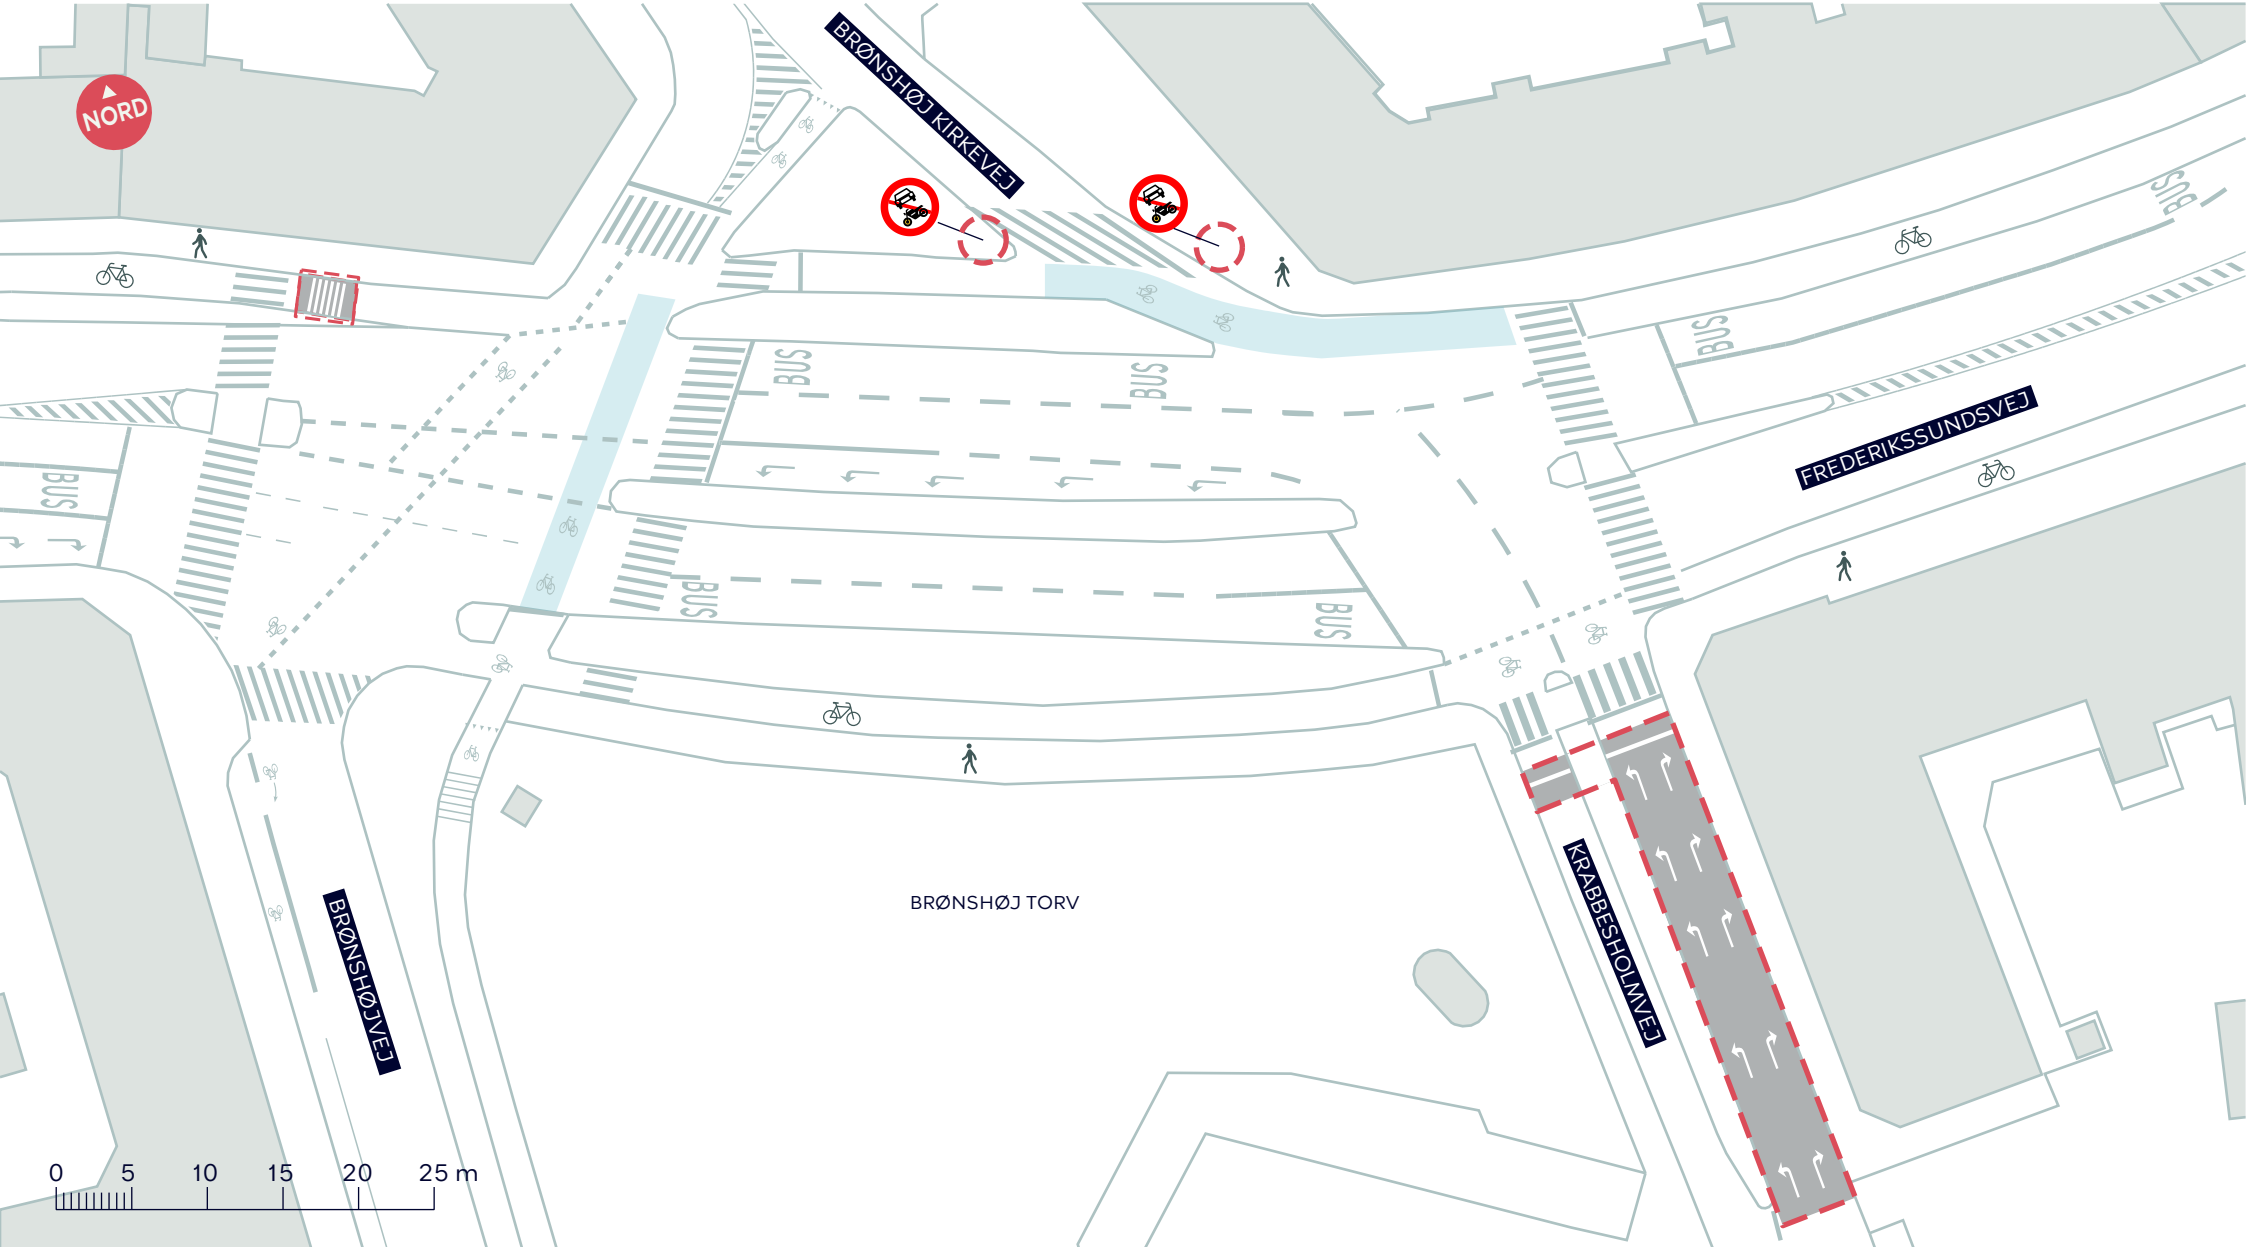 BRØNSHØJ KIRKEVEJ
NORD
BUS
BUS
BUS
BUS
FREDERIKSSUNDSVEJ
BUS
BUS
BUS
BRØNSHØJ TORV
KRABBESHOLMVEJ
BRØNSHØJVEJ
0 5 10 15 20 25 m